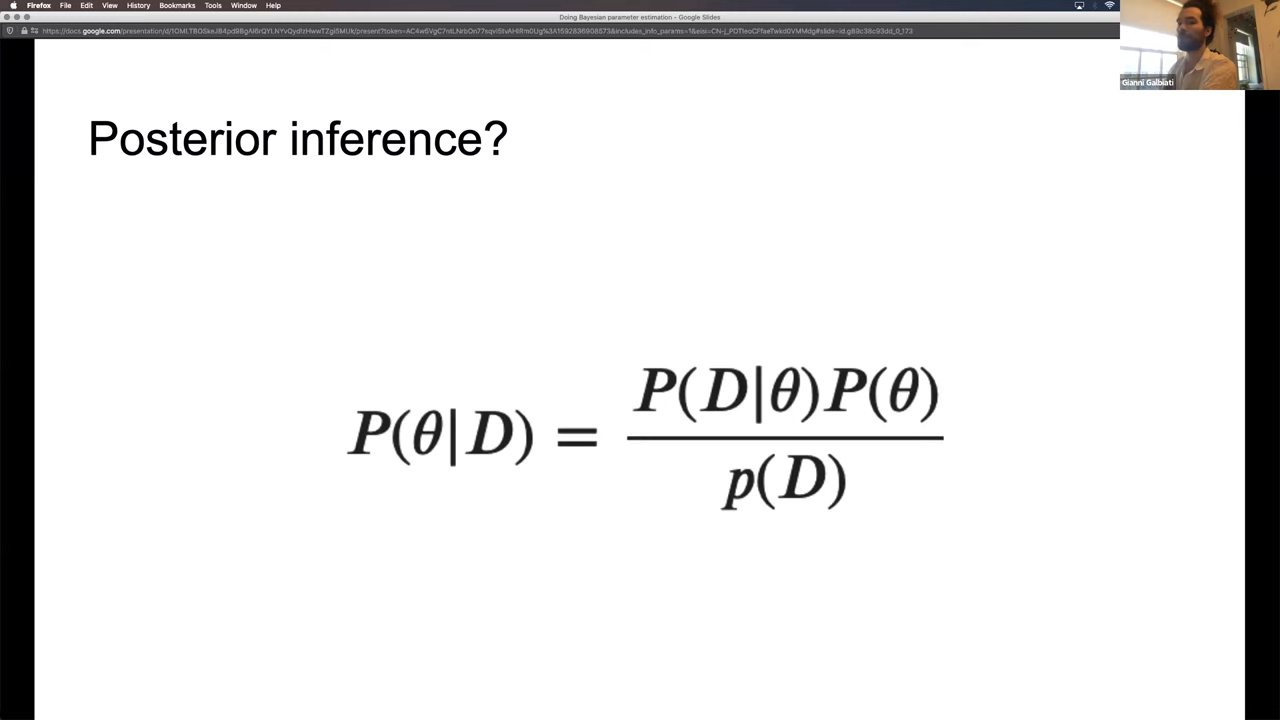 Firefox File Edit View History Bookmarks Tools Window Help
Doing Bayesian parameter estimation - Google Slides
Gianni Galbiati
Posterior inference?
P(θ|D) = P(D|θ)P(θ)
p(D)